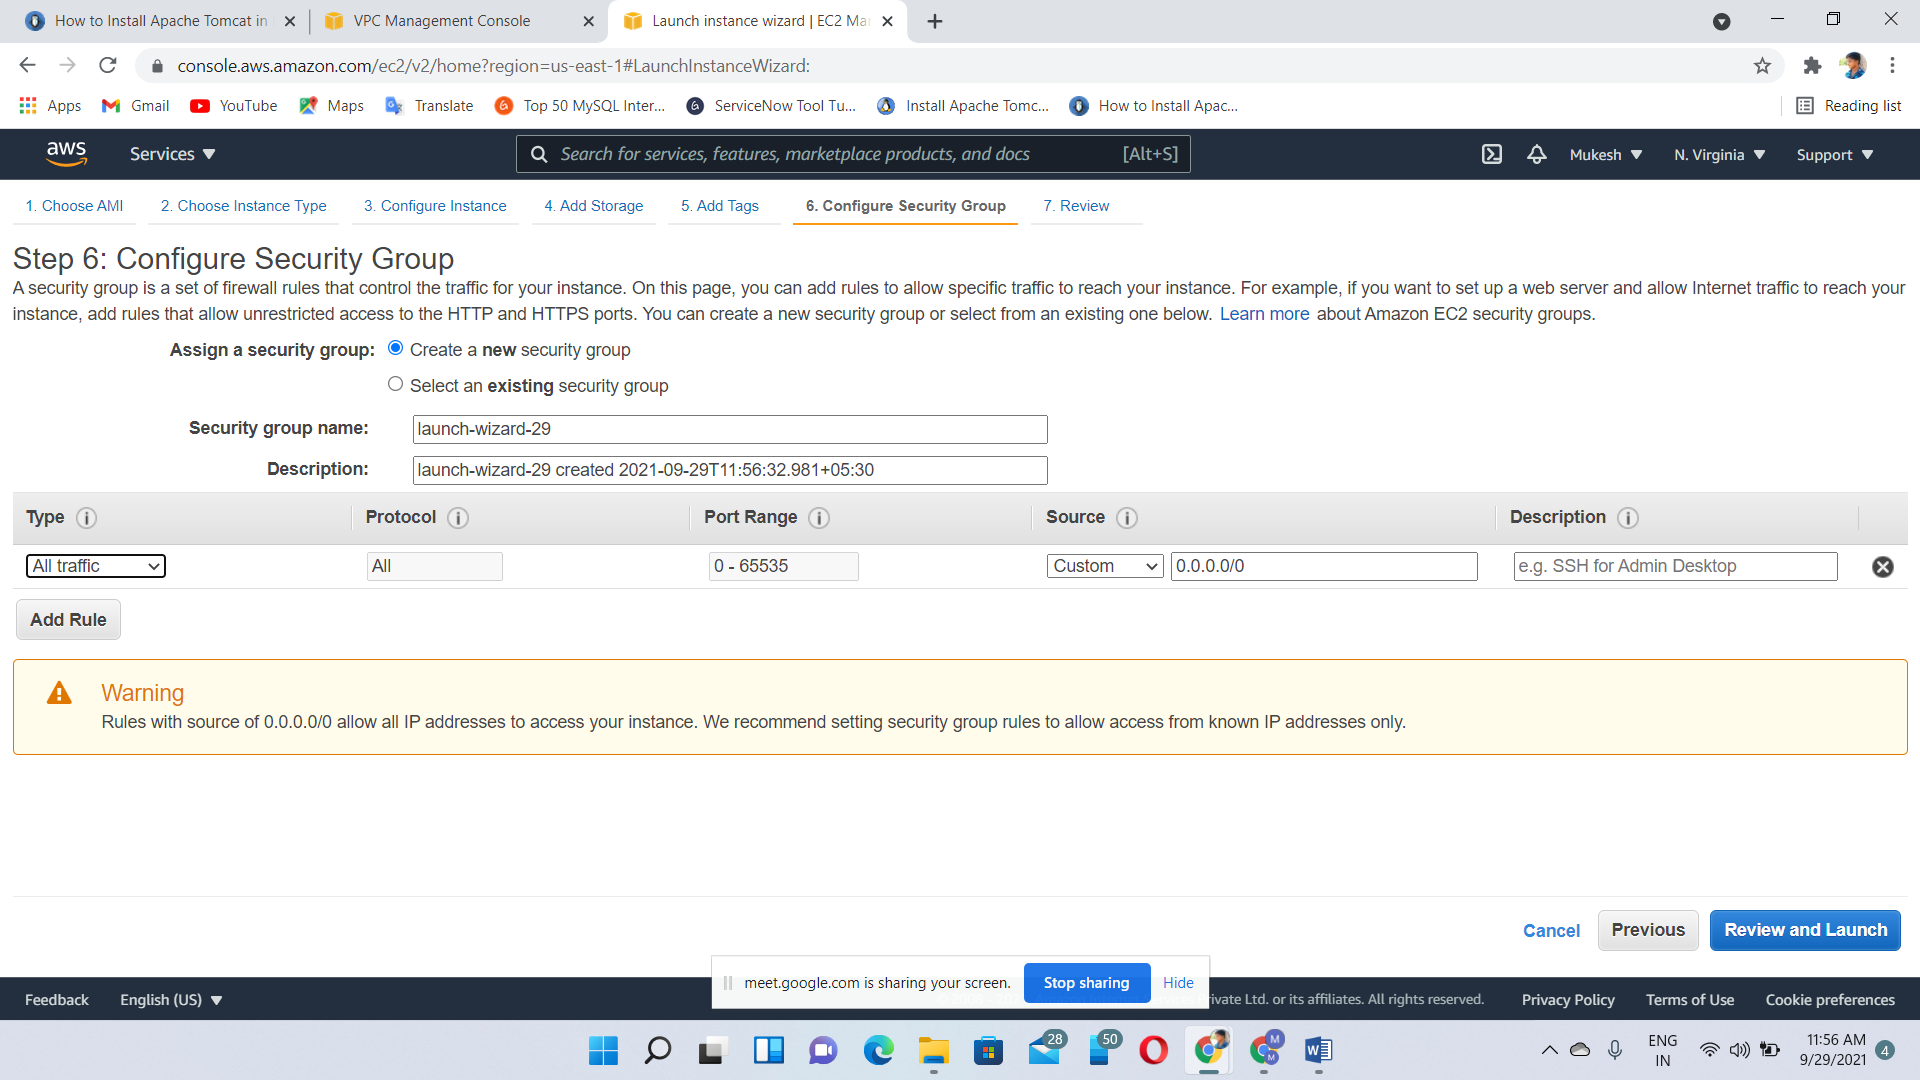 How to Install Apache Tomcat in
VPC Management Console
Launch instance wizard | EC2 Ma
console.aws.amazon.com/ec2/v2/home?region=us-east-1#LaunchInstanceWizard:
Apps
Gmail
YouTube
Maps
Translate
Top 50 MySQL Inter...
ServiceNow Tool Tu...
Install Apache Tomc...
How to Install Apac...
Reading list
aws
Services
Search for services, features, marketplace products, and docs
[Alt+S]
Mukesh
N. Virginia
Support
1. Choose AMI
2. Choose Instance Type
3. Configure Instance
4. Add Storage
5. Add Tags
6. Configure Security Group
7. Review
Step 6: Configure Security Group
A security group is a set of firewall rules that control the traffic for your instance. On this page, you can add rules to allow specific traffic to reach your instance. For example, if you want to set up a web server and allow Internet traffic to reach your
instance, add rules that allow unrestricted access to the HTTP and HTTPS ports. You can create a new security group or select from an existing one below. Learn more about Amazon EC2 security groups.
Assign a security group:
Create a new security group
Select an existing security group
Security group name:
launch-wizard-29
Description:
launch-wizard-29 created 2021-09-29T11:56:32.981+05:30
Type
Protocol
Port Range
Source
Description
All traffic
All
0 - 65535
Custom
0.0.0.0/0
e.g. SSH for Admin Desktop
Add Rule
Warning
Rules with source of 0.0.0.0/0 allow all IP addresses to access your instance. We recommend setting security group rules to allow access from known IP addresses only.
Cancel
Previous
Review and Launch
meet.google.com is sharing your screen.
Stop sharing
Hide
Feedback
English (US)
Private Ltd. or its affiliates. All rights reserved.
Privacy Policy
Terms of Use
Cookie preferences
28
50
M
M
ENG
IN
11:56 AM
9/29/2021
4